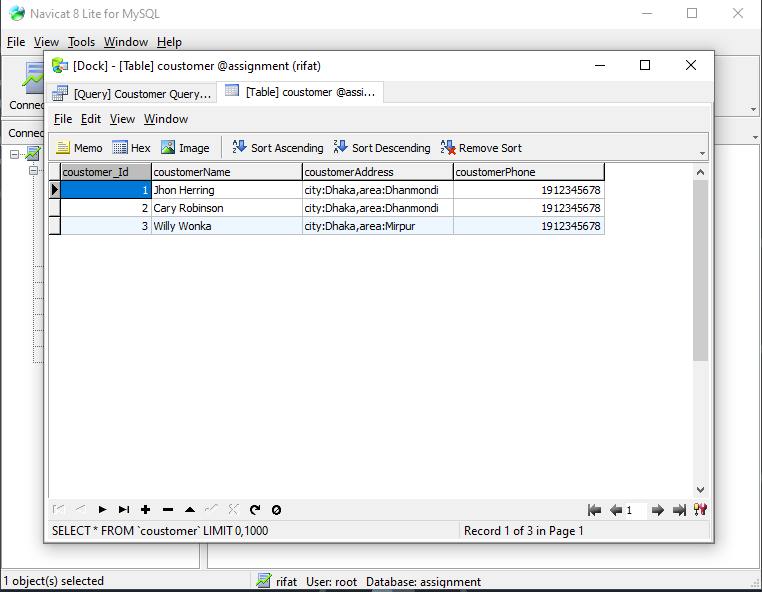 Navicat 8 Lite for MySQL
File View Tools Window Help
Connec
Connec
[Dock] - [Table] coustomer @assignment (rifat)
[Query] Coustomer Query... [Table] coustomer @assi...
File Edit View Window
Memo Hex Image Sort Ascending Sort Descending Remove Sort
coustomer_Id coustomerName coustomerAddress coustomerPhone
1 Jhon Herring city:Dhaka,area:Dhanmondi 1912345678
2 Cary Robinson city:Dhaka,area:Dhanmondi 1912345678
3 Willy Wonka city:Dhaka,area:Mirpur 1912345678
1
SELECT * FROM `coustomer` LIMIT 0,1000 Record 1 of 3 in Page 1
1 object(s) selected rifat User: root Database: assignment